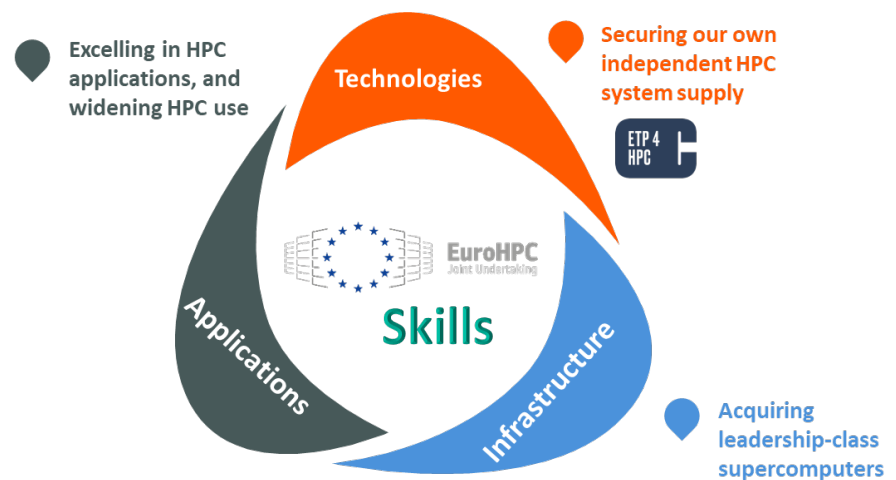 Excelling in HPC
applications, and
widening HPC use
Technologies
Securing our own
independent HPC
system supply
ETP 4
HPC
EuroHPC
Joint Undertaking
Skills
Applications
Infrastructure
Acquiring
leadership-class
supercomputers